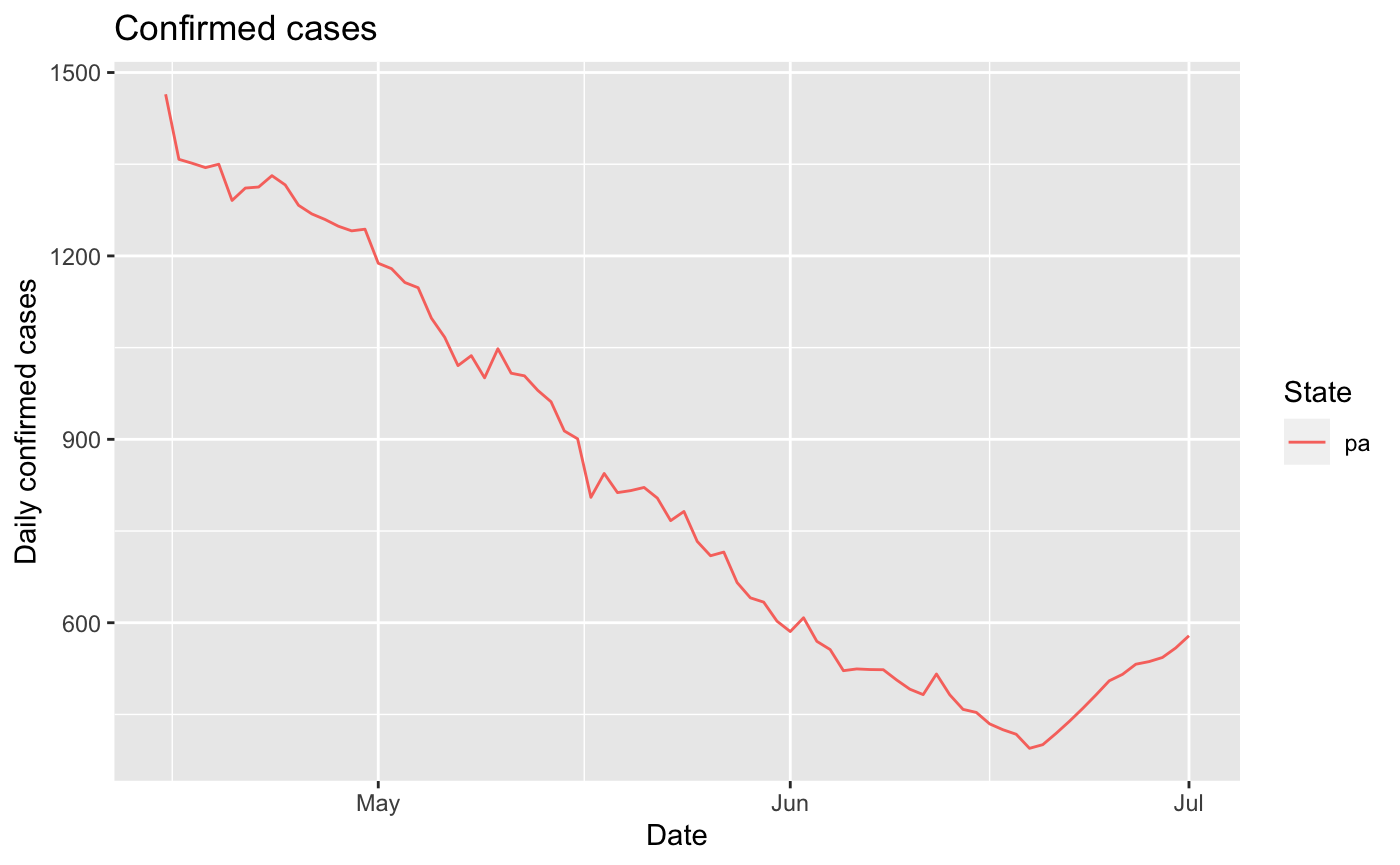 Confirmed cases
1500
1200
900
600
Daily confirmed cases
May
Jun
Jul
Date
State
pa